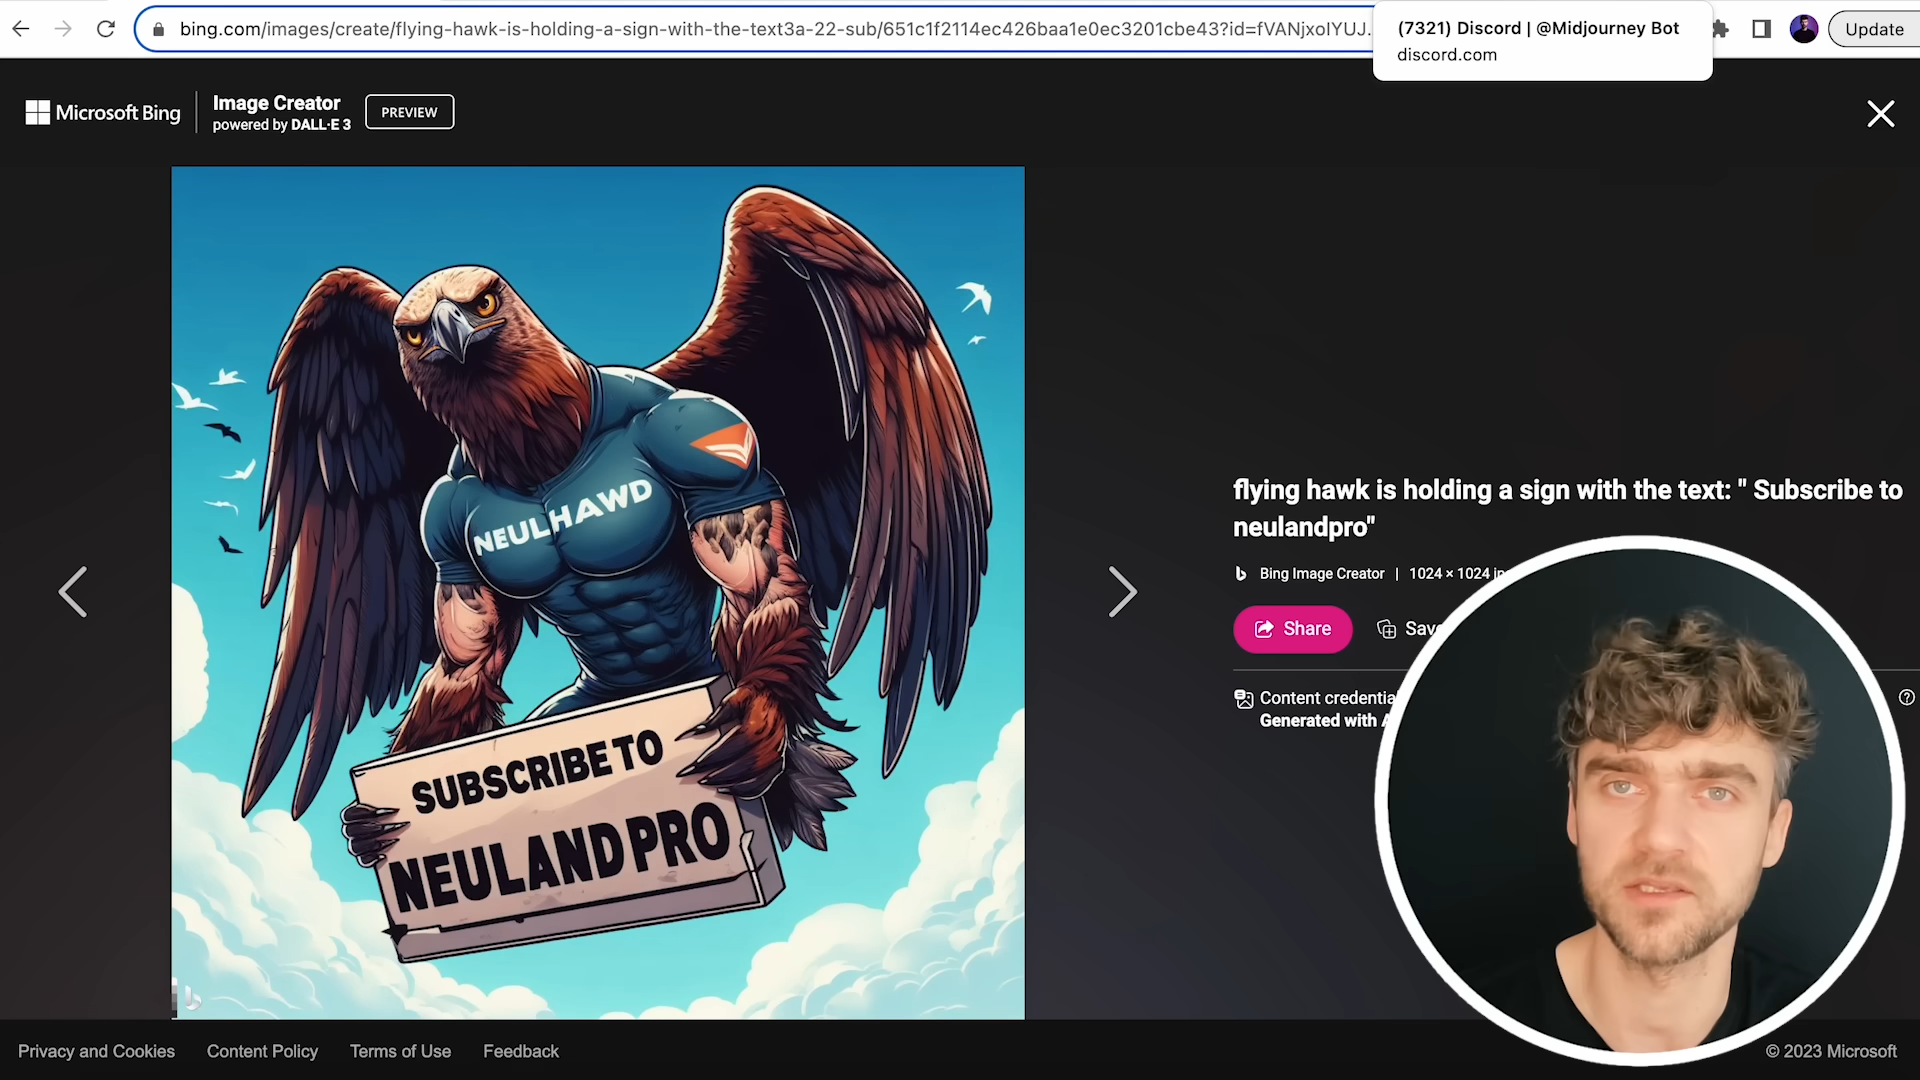 bing.com/images/create/flying-hawk-is-holding-a-sign-with-the-text3a-22-sub/651c1f2114ec426baa1e0ec3201cbe43?id=fVANjxoIYUJ.
(7321) Discord | @Midjourney Bot
discord.com
Update
Microsoft Bing
Image Creator
powered by DALL·E 3
PREVIEW
NEULHAWD
SUBSCRIBE TO
NEULANDPRO
flying hawk is holding a sign with the text: " Subscribe to
neulandpro"
Bing Image Creator | 1024 × 1024
Share
Save
Content
Generated with
Privacy and Cookies
Content Policy
Terms of Use
Feedback
© 2023 Microsoft